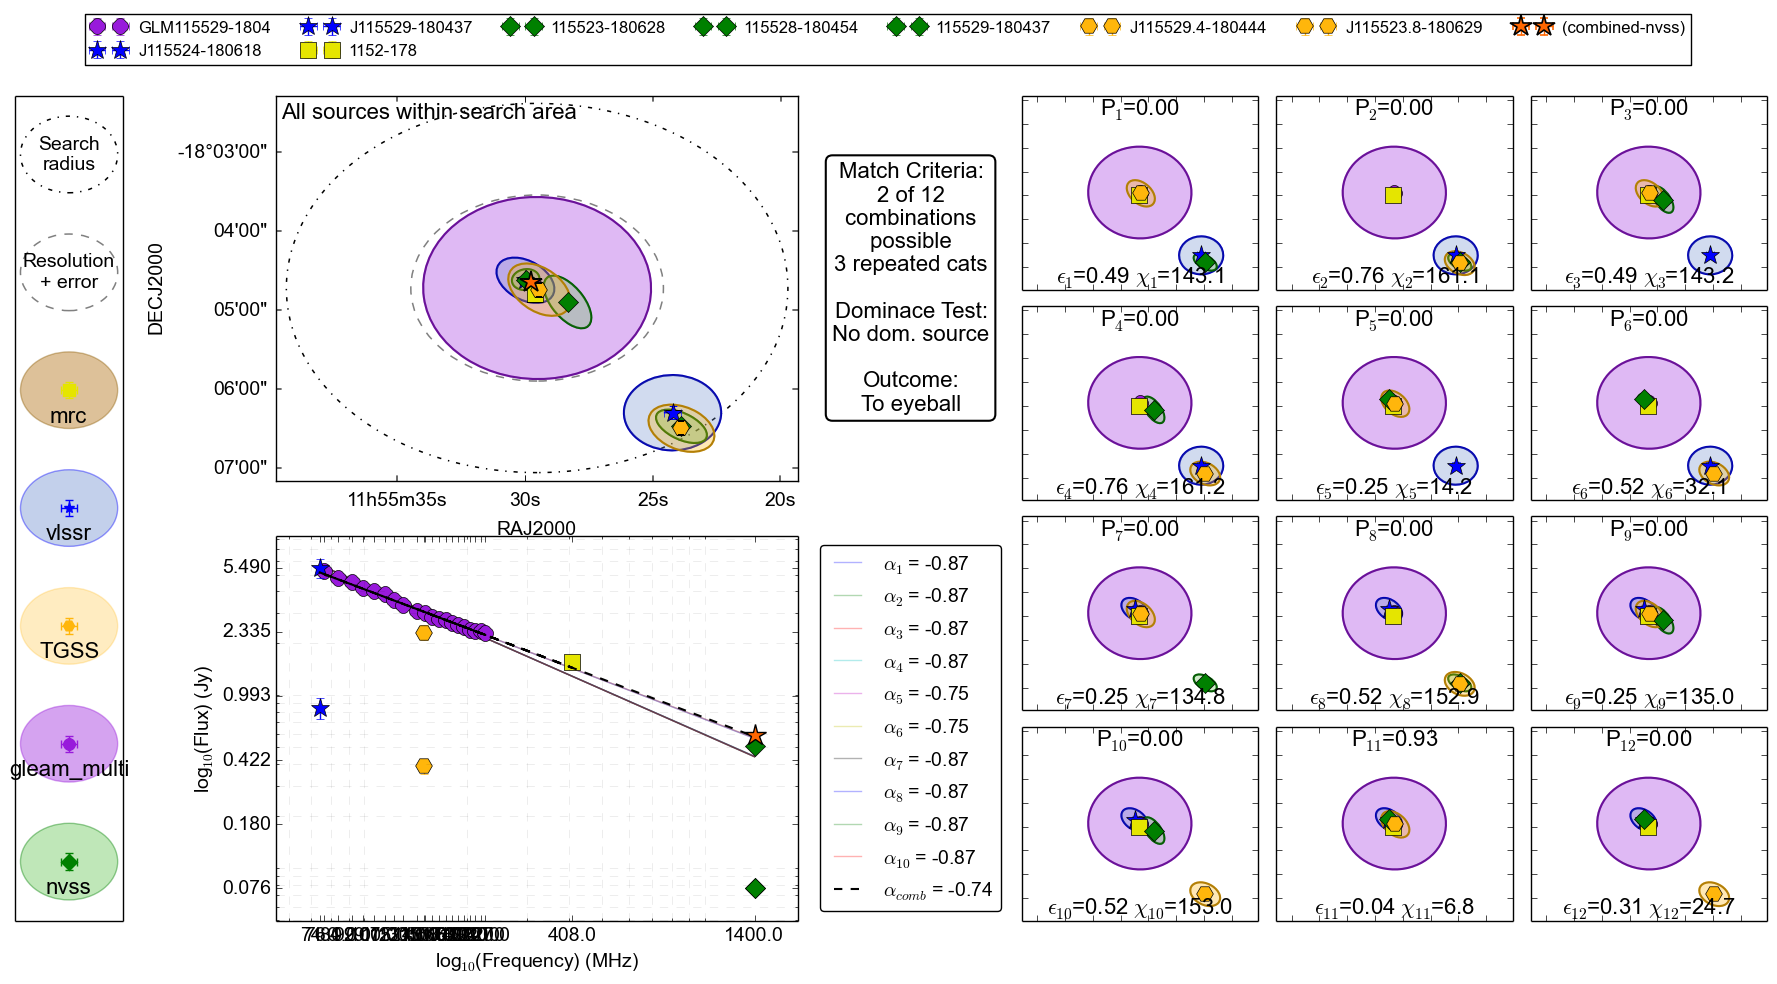 GLM115529-1804
J115529-180437
115523-180628
115528-180454
115529-180437
J115529.4-180444
J115523.8-180629
(combined-nvss)
J115524-180618
1152-178
Search
radius
Resolution
+ error
mrc
vlssr
TGSS
gleam_multi
nvss
All sources within search area
DECJ2000
-18°03'00"
04'00"
05'00"
06'00"
07'00"
11h55m35s
30s
25s
20s
RAJ2000
Match Criteria:
2 of 12
combinations
possible
3 repeated cats
Dominace Test:
No dom. source
Outcome:
To eyeball
log10(Flux) (Jy)
5.490
2.335
0.993
0.422
0.180
0.076
408.0
1400.0
log10(Frequency) (MHz)
α1 = -0.87
α2 = -0.87
α3 = -0.87
α4 = -0.87
α5 = -0.75
α6 = -0.75
α7 = -0.87
α8 = -0.87
α9 = -0.87
α10 = -0.87
αcomb = -0.74
P1=0.00
ϵ1=0.49 χ1=143.1
P2=0.00
ϵ2=0.76 χ2=161.1
P3=0.00
ϵ3=0.49 χ3=143.2
P4=0.00
ϵ4=0.76 χ4=161.2
P5=0.00
ϵ5=0.25 χ5=14.2
P6=0.00
ϵ6=0.52 χ6=32.1
P7=0.00
ϵ7=0.25 χ7=134.8
P8=0.00
ϵ8=0.52 χ8=152.9
P9=0.00
ϵ9=0.25 χ9=135.0
P10=0.00
ϵ10=0.52 χ10=153.0
P11=0.93
ϵ11=0.04 χ11=6.8
P12=0.00
ϵ12=0.31 χ12=24.7